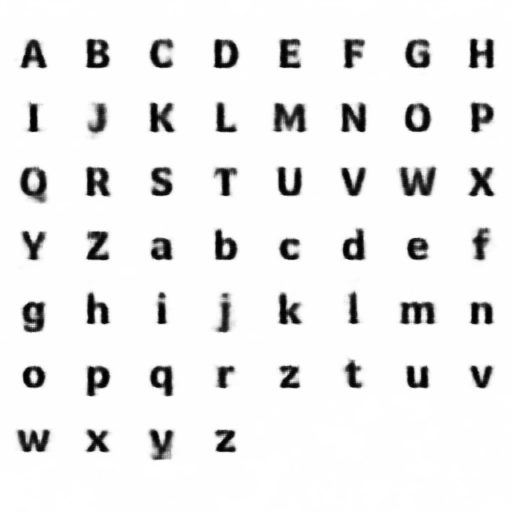 A B C D E F G H
I J K L M N O P
Q R S T U V W X
Y Z a b c d e f
g h i j k l m n
o p q r z t u v
w x y z